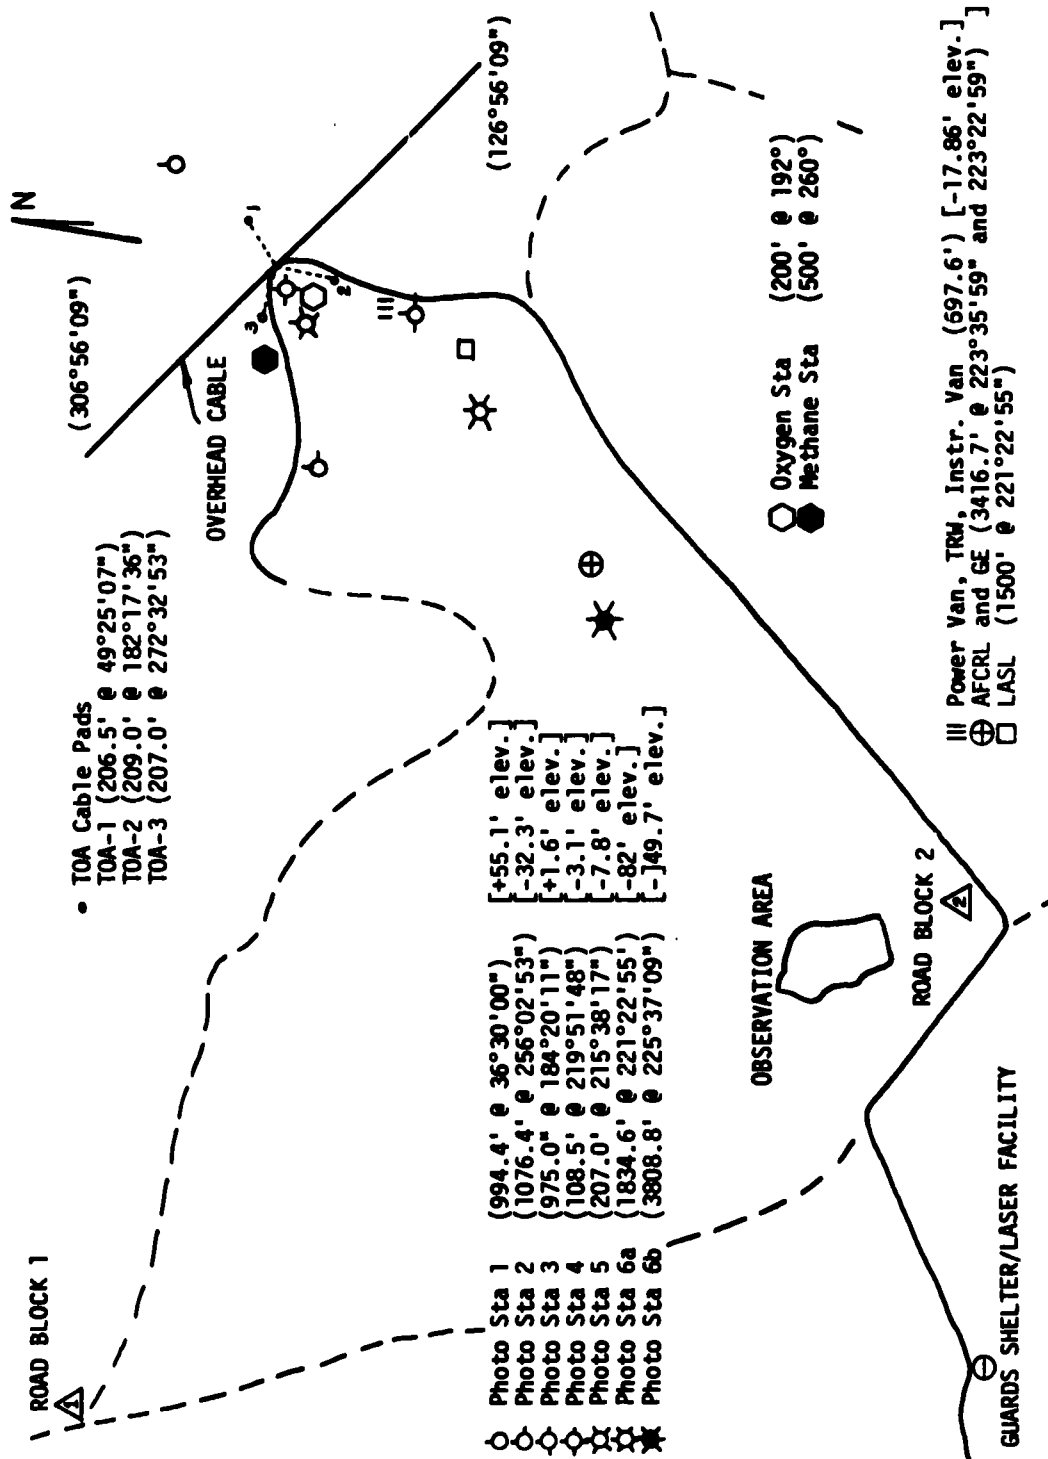 N
(306°56'09")
OVERHEAD CABLE
(126°56'09")
1
2
3
• TOA Cable Pads
TOA-1 (206.5' @ 49°25'07")
TOA-2 (209.0' @ 182°17'36")
TOA-3 (207.0' @ 272°32'53")
ROAD BLOCK 1
1
Photo Sta 1 (994.4' @ 36°30'00") [+55.1' elev.]
Photo Sta 2 (1076.4' @ 256°02'53") [-32.3' elev.]
Photo Sta 3 (975.0" @ 184°20'11") [+1.6' elev.]
Photo Sta 4 (108.5' @ 219°51'48") [-3.1' elev.]
Photo Sta 5 (207.0' @ 215°38'17") [-7.8' elev.]
Photo Sta 6a (1834.6' @ 221°22'55') [-82' elev.]
Photo Sta 6b (3808.8' @ 225°37'09") [-]49.7' elev.]
Oxygen Sta (200' @ 192°)
Methane Sta (500' @ 260°)
OBSERVATION AREA
ROAD BLOCK 2
2
GUARDS SHELTER/LASER FACILITY
Power Van, TRW, Instr. Van (697.6') [-17.86' elev.]
AFCRL and GE (3416.7' @ 223°35'59" and 223°22'59") ]
LASL (1500' @ 221°22'55")